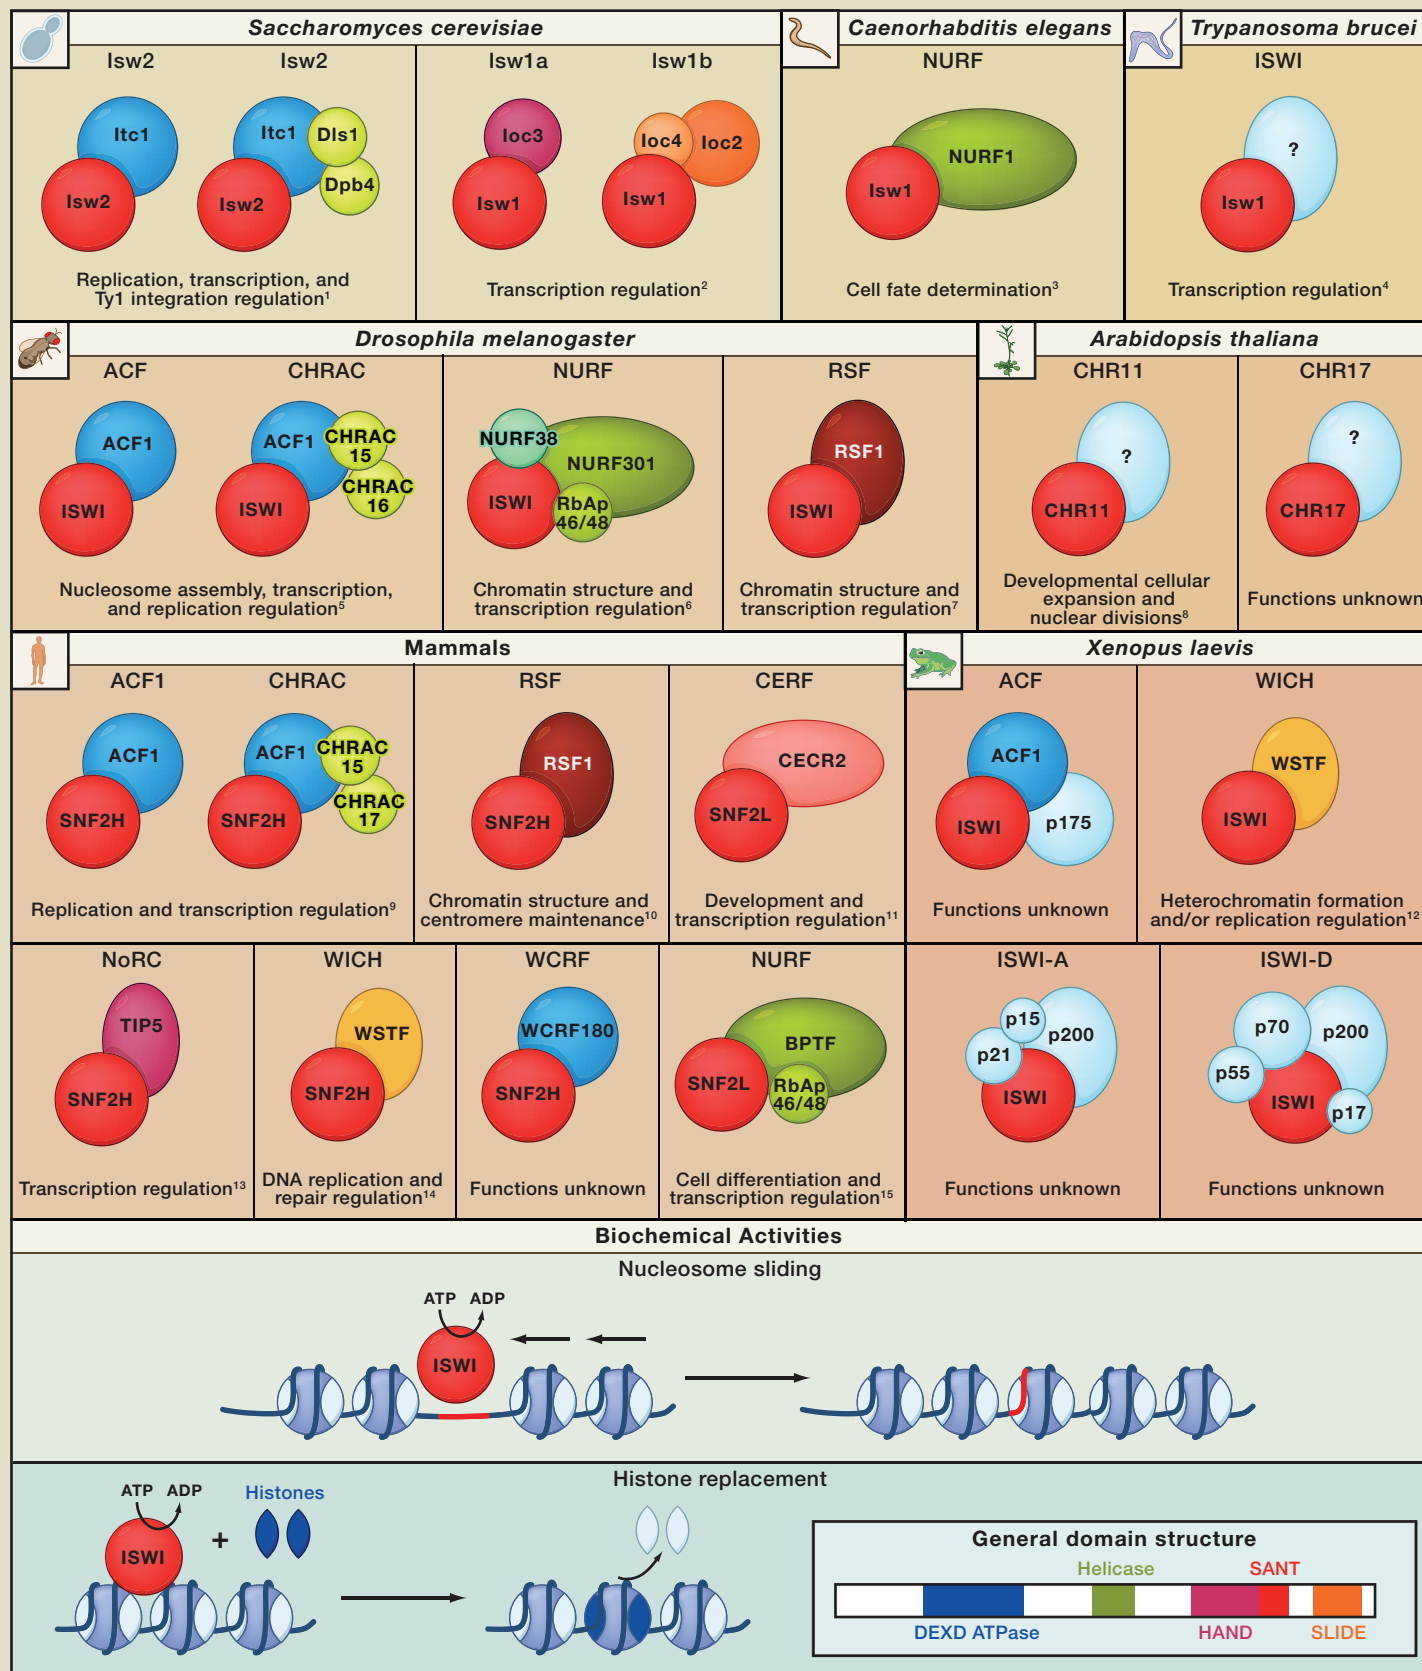 Saccharomyces cerevisiae
Isw2
Isw2
Isw1a
Isw1b
Itc1
Isw2
Itc1
Dls1
Dpb4
Isw2
Ioc3
Isw1
Ioc4
Ioc2
Isw1
Replication, transcription, and
Ty1 integration regulation1
Transcription regulation2
Caenorhabditis elegans
NURF
NURF1
Isw1
Cell fate determination3
Trypanosoma brucei
ISWI
?
Isw1
Transcription regulation4
Drosophila melanogaster
ACF
CHRAC
NURF
RSF
ACF1
ISWI
ACF1
CHRAC
15
CHRAC
16
ISWI
NURF38
NURF301
ISWI
RbAp
46/48
RSF1
ISWI
Nucleosome assembly, transcription,
and replication regulation5
Chromatin structure and
transcription regulation6
Chromatin structure and
transcription regulation7
Arabidopsis thaliana
CHR11
CHR17
?
CHR11
?
CHR17
Developmental cellular
expansion and
nuclear divisions8
Functions unknown
Mammals
ACF1
CHRAC
RSF
CERF
ACF1
SNF2H
ACF1
CHRAC
15
CHRAC
17
SNF2H
RSF1
SNF2H
CECR2
SNF2L
Replication and transcription regulation9
Chromatin structure and
centromere maintenance10
Development and
transcription regulation11
Xenopus laevis
ACF
WICH
ACF1
ISWI
p175
WSTF
ISWI
Functions unknown
Heterochromatin formation
and/or replication regulation12
NoRC
WICH
WCRF
NURF
TIP5
SNF2H
WSTF
SNF2H
WCRF180
SNF2H
BPTF
SNF2L
RbAp
46/48
Transcription regulation13
DNA replication and
repair regulation14
Functions unknown
Cell differentiation and
transcription regulation15
ISWI-A
ISWI-D
p15
p200
p21
ISWI
p70
p200
p55
ISWI
p17
Functions unknown
Functions unknown
Biochemical Activities
Nucleosome sliding
ATP ADP
ISWI
Histone replacement
ATP ADP
Histones
ISWI
+
General domain structure
Helicase
SANT
DEXD ATPase
HAND
SLIDE